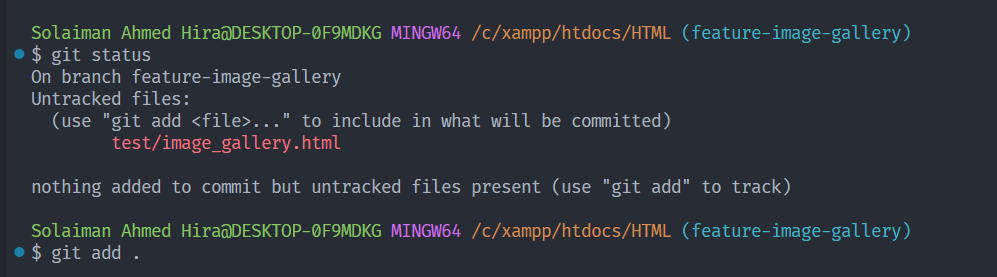 Solaiman Ahmed Hira@DESKTOP-0F9MDKG MINGW64 /c/xampp/htdocs/HTML (feature-image-gallery)
$ git status
On branch feature-image-gallery
Untracked files:
  (use "git add <file>..." to include in what will be committed)
        test/image_gallery.html

nothing added to commit but untracked files present (use "git add" to track)

Solaiman Ahmed Hira@DESKTOP-0F9MDKG MINGW64 /c/xampp/htdocs/HTML (feature-image-gallery)
$ git add .